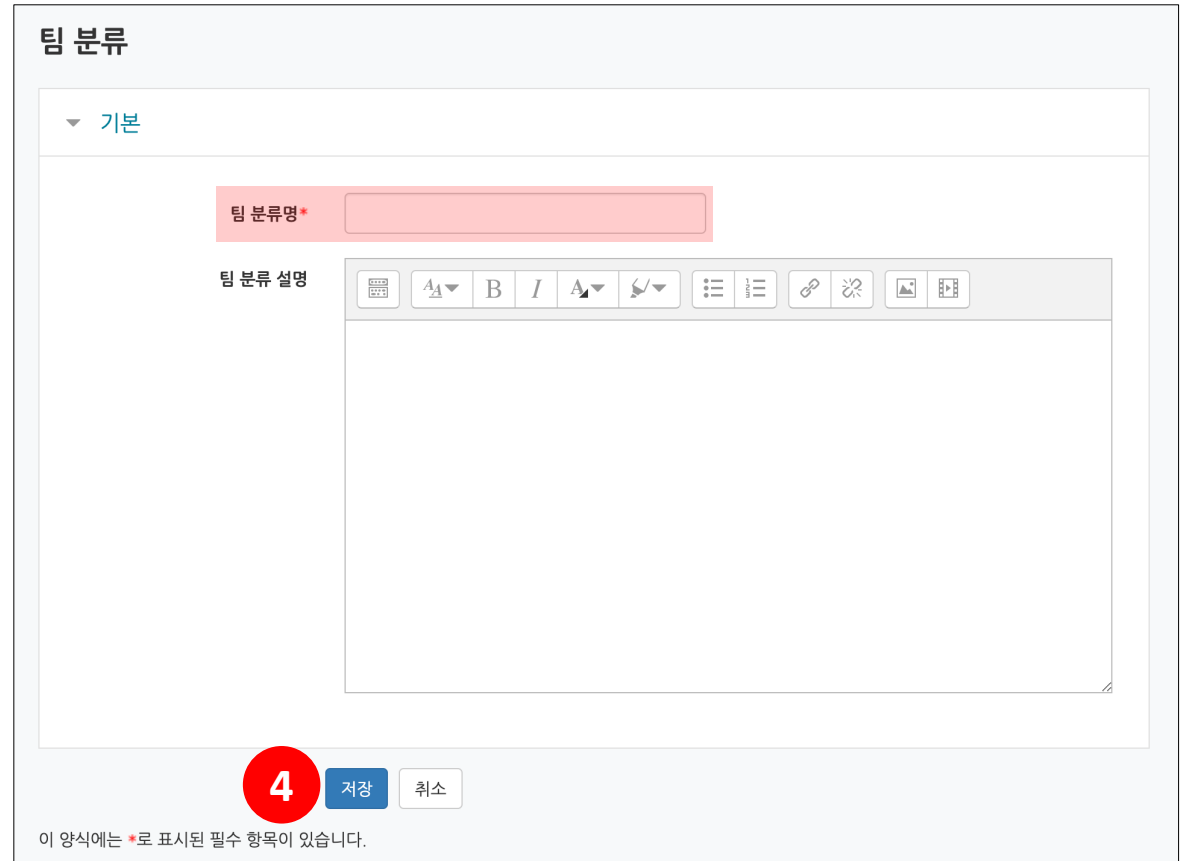 팀 분류
기본
팀 분류명*
팀 분류 설명
4 저장 취소
이 양식에는 *로 표시된 필수 항목이 있습니다.